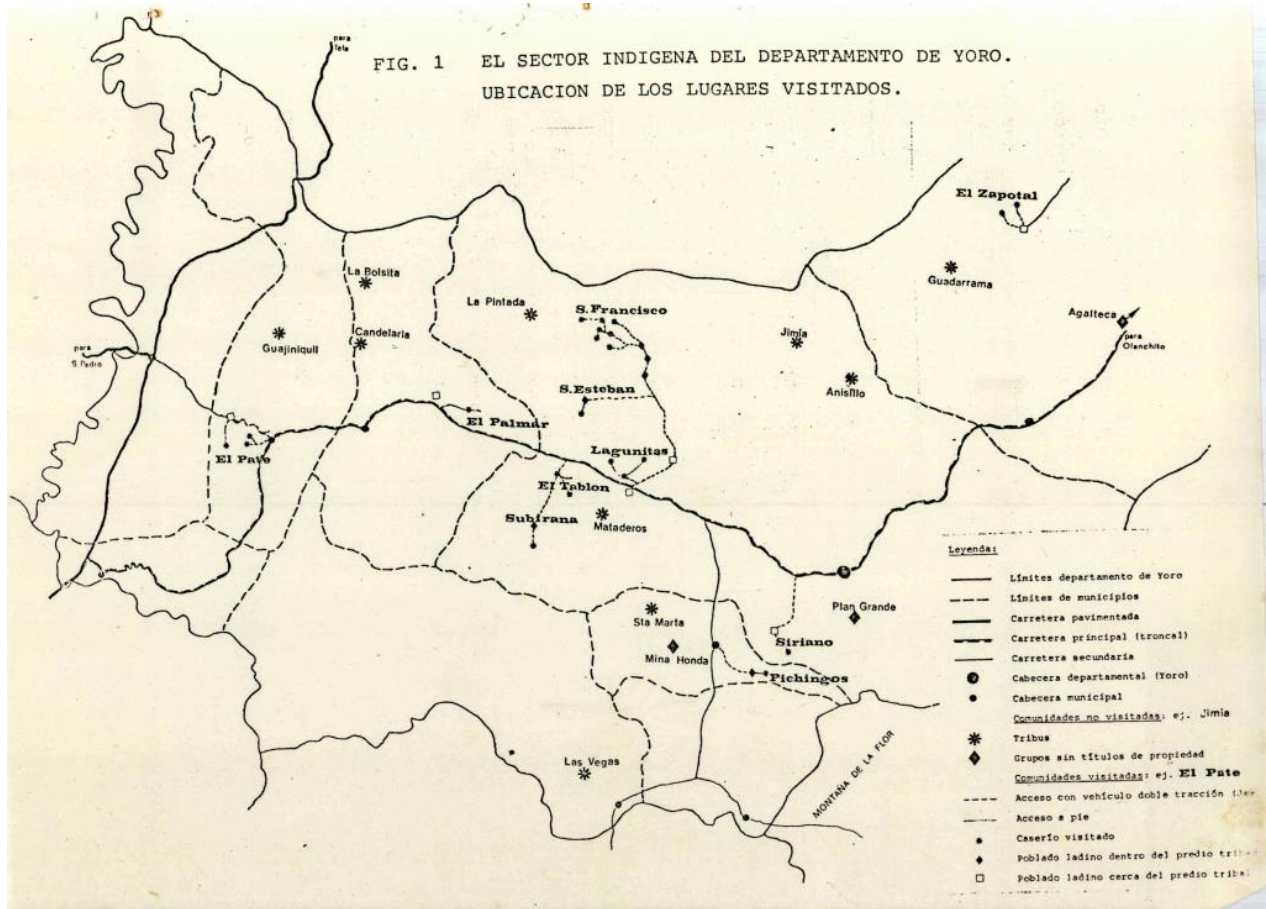 para
Tela
FIG. 1 EL SECTOR INDIGENA DEL DEPARTAMENTO DE YORO.
UBICACION DE LOS LUGARES VISITADOS.
El Zapotal
La Bolsita
Guadarrama
La Pintada
S. Francisco
Agalteca
para
Olanchito
Candelaria
Guajiniquil
Jimía
para
S. Pedro
S. Esteban
Anisillo
El Palmar
El Pate
Lagunitas
El Tablon
Subirana
Mataderos
Plan Grande
Sta Marta
Siriano
Mina Honda
Pichingos
MONTAÑA DE LA FLOR
Las Vegas
Leyenda:
Límites departamento de Yoro
Límites de municipios
Carretera pavimentada
Carretera principal (troncal)
Carretera secundaria
Cabecera departamental (Yoro)
Cabecera municipal
Comunidades no visitadas: ej. Jimía
Tribus
Grupos sin títulos de propiedad
Comunidades visitadas: ej. El Pate
Acceso con vehículo doble tracción
Acceso a pie
Caserío visitado
Poblado ladino dentro del predio
Poblado ladino cerca del predio tribal